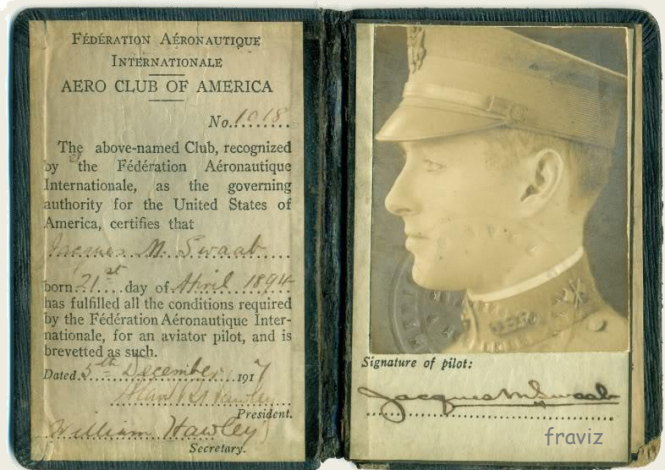 FÉDÉRATION AÉRONAUTIQUE
INTERNATIONALE
AERO CLUB OF AMERICA
No. 1018
The above-named Club, recognized
by the Fédération Aéronautique
Internationale, as the governing
authority for the United States of
America, certifies that
Jacques M. Swaab
born 21st day of April 1894
has fulfilled all the conditions required
by the Fédération Aéronautique Inter-
nationale, for an aviator pilot, and is
brevetted as such.
Dated 5th December 1917
President.
William Hawley
Secretary.
Signature of pilot:
Jacques M Swaab
fraviz